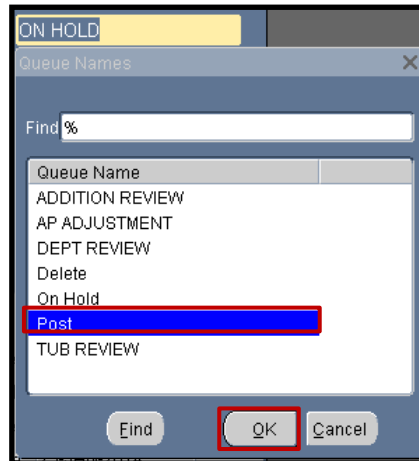 ON HOLD
Queue Names
Find %
Queue Name
ADDITION REVIEW
AP ADJUSTMENT
DEPT REVIEW
Delete
On Hold
Post
TUB REVIEW
Find OK Cancel